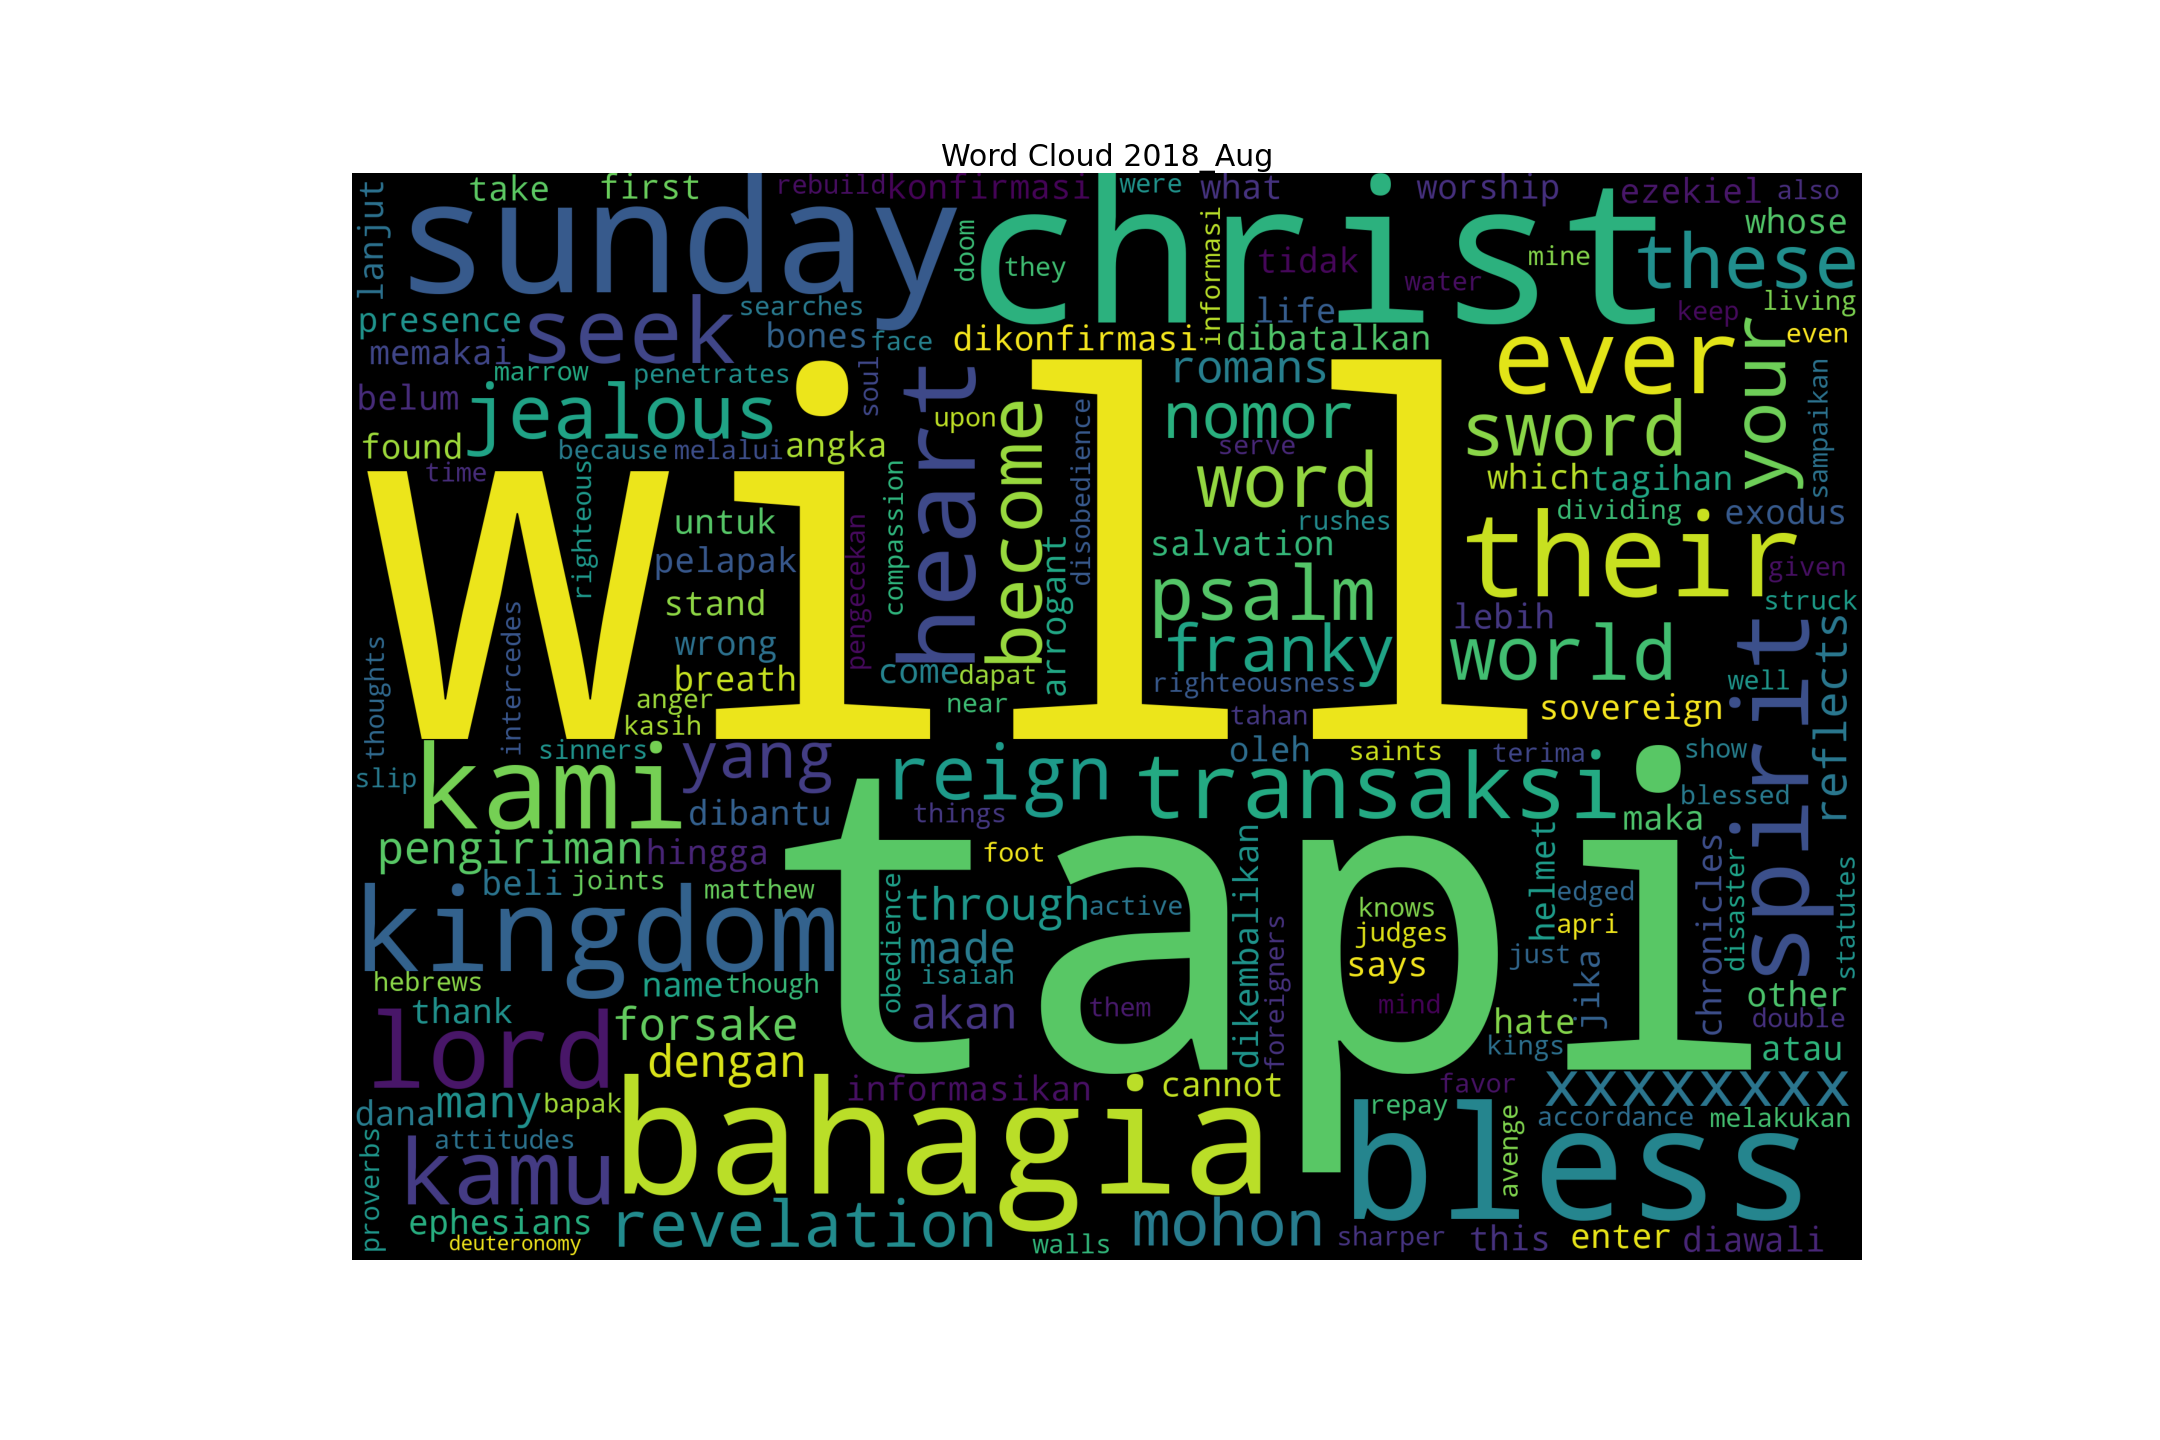 Word Cloud 2018_Aug
take first rebuild konfirmasi were what worship ezekiel also
lanjut sunday doom they christ informasi tidak mine whose
water these
presence seek searches life keep living
memakai bones face dikonfirmasi dibatalkan ever your even
marrow penetrates soul heart romans sampaikan
belum jealous upon become disobedience nomor sword
found because melalui angka serve
time righteous compassion word which tagihan
will
untuk pengecekan rushes dividing exodus
pelapak salvation their given
stand arrogant psalm lebih struck
thoughts intercedes wrong franky world spirit reflects
breath come dapat righteousness well
anger near tahan sovereign
kasih
sinners yang oleh saints terima show
slip kami reign transaksi blessed
dibantu things maka
tapi
pengiriman hingga foot helmet chronicles disaster statutes
beli joints matthew obedience through active dikembalikan edged
kingdom foreigners knows apri
made judges
hebrews name though isaiah says just jika other
thank akan them mind hate double
lord forsake kings atau
dengan
informasikan cannot favor xxxxxxxx
dana many bapak bahagia repay bless avenge accordance melakukan
proverbs attitudes
kamu
ephesians revelation mohon
deuteronomy walls sharper this enter diawali